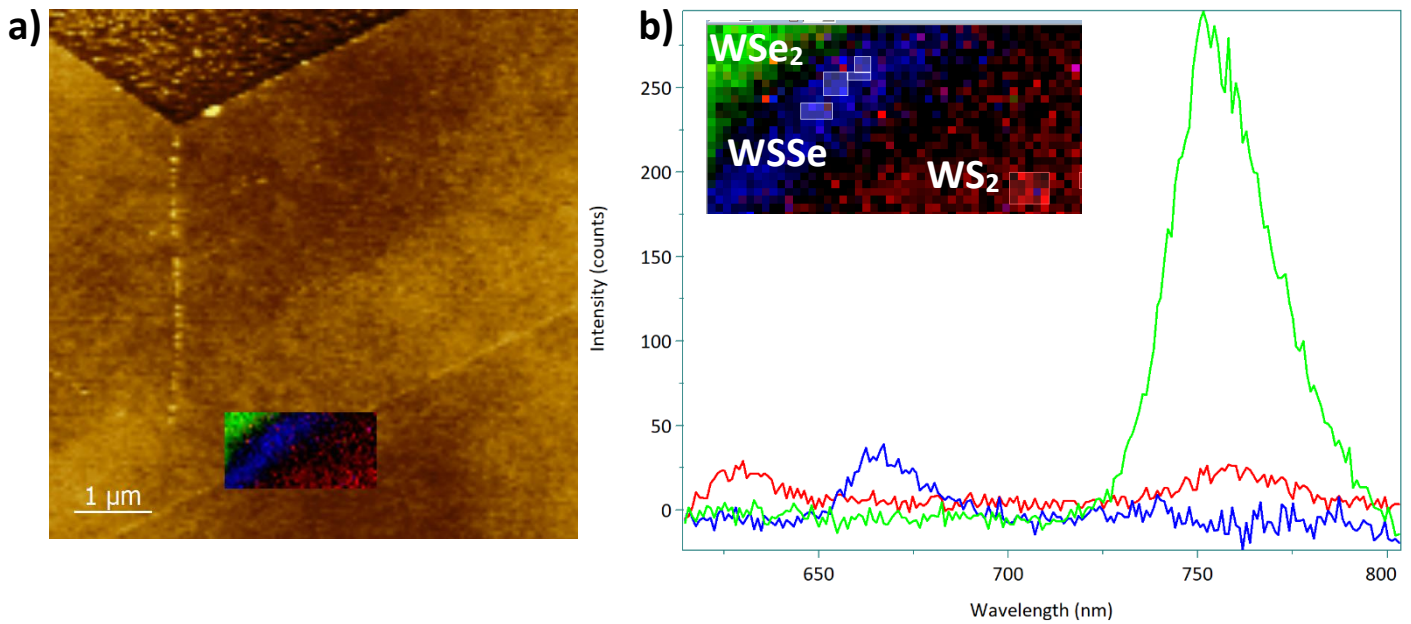 a)
1 µm
b)
WSe₂
WSSe
WS₂
Intensity (counts)
250
200
150
100
50
0
650
700
750
800
Wavelength (nm)